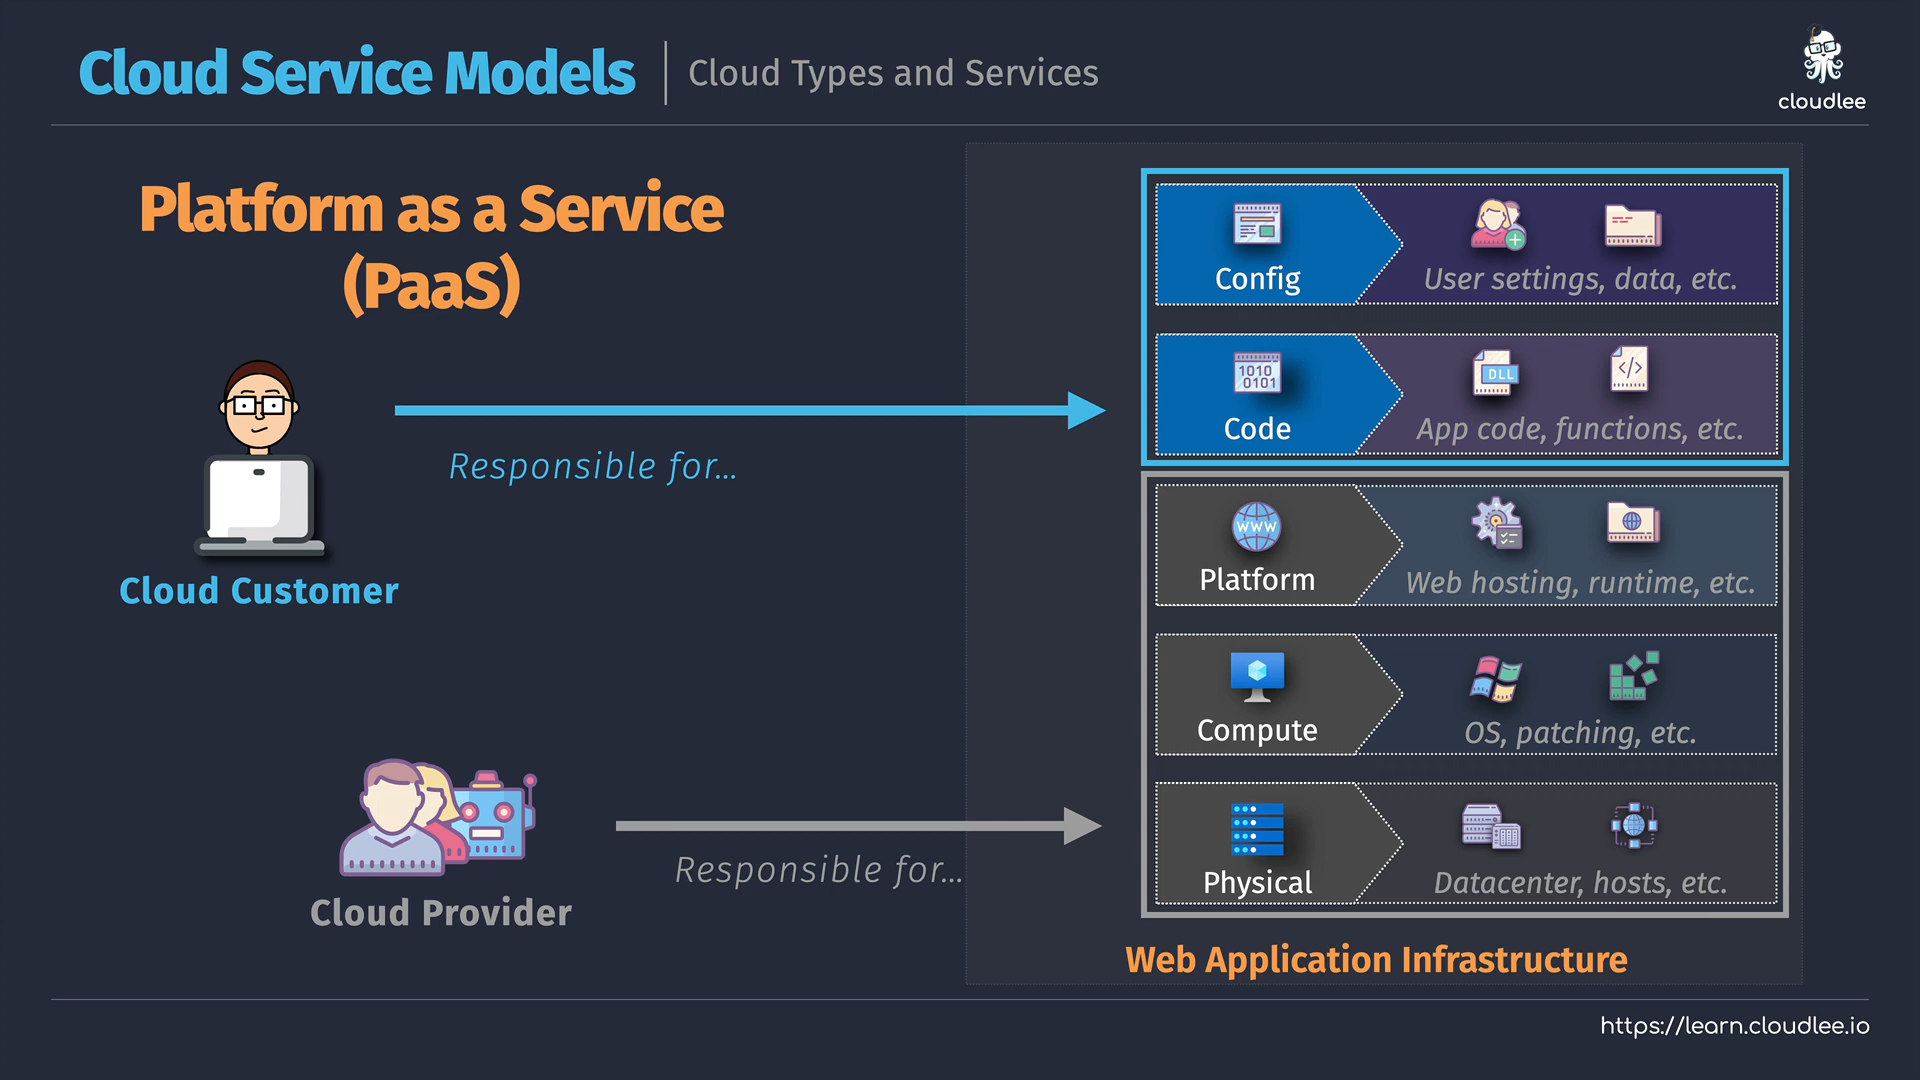 Cloud Service Models
Cloud Types and Services
cloudlee
Platform as a Service
(PaaS)
Config
User settings, data, etc.
1010
0101
DLL
</>
Code
App code, functions, etc.
Responsible for...
Cloud Customer
WWW
Platform
Web hosting, runtime, etc.
Compute
OS, patching, etc.
Physical
Datacenter, hosts, etc.
Responsible for...
Cloud Provider
Web Application Infrastructure
https://learn.cloudlee.io